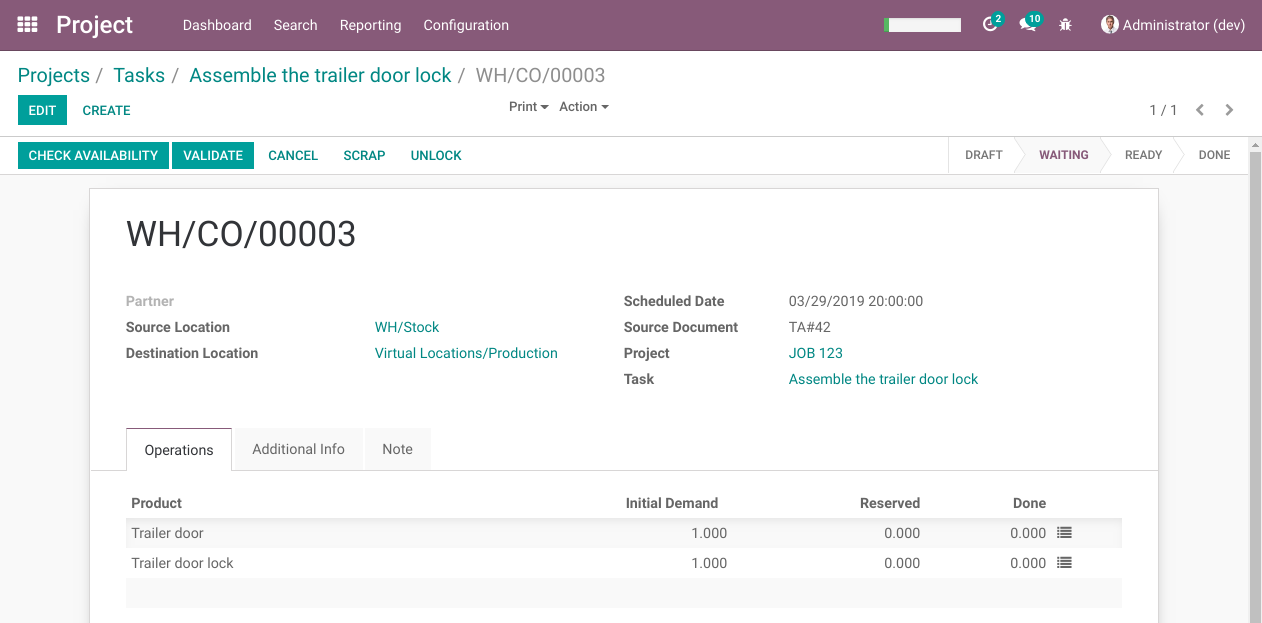 Project Dashboard Search Reporting Configuration 2 10 Administrator (dev)
Projects / Tasks / Assemble the trailer door lock / WH/CO/00003
EDIT CREATE Print Action 1 / 1
CHECK AVAILABILITY VALIDATE CANCEL SCRAP UNLOCK DRAFT WAITING READY DONE
WH/CO/00003
Partner Scheduled Date 03/29/2019 20:00:00
Source Location WH/Stock Source Document TA#42
Destination Location Virtual Locations/Production Project JOB 123
Task Assemble the trailer door lock
Operations Additional Info Note
Product Initial Demand Reserved Done
Trailer door 1.000 0.000 0.000
Trailer door lock 1.000 0.000 0.000